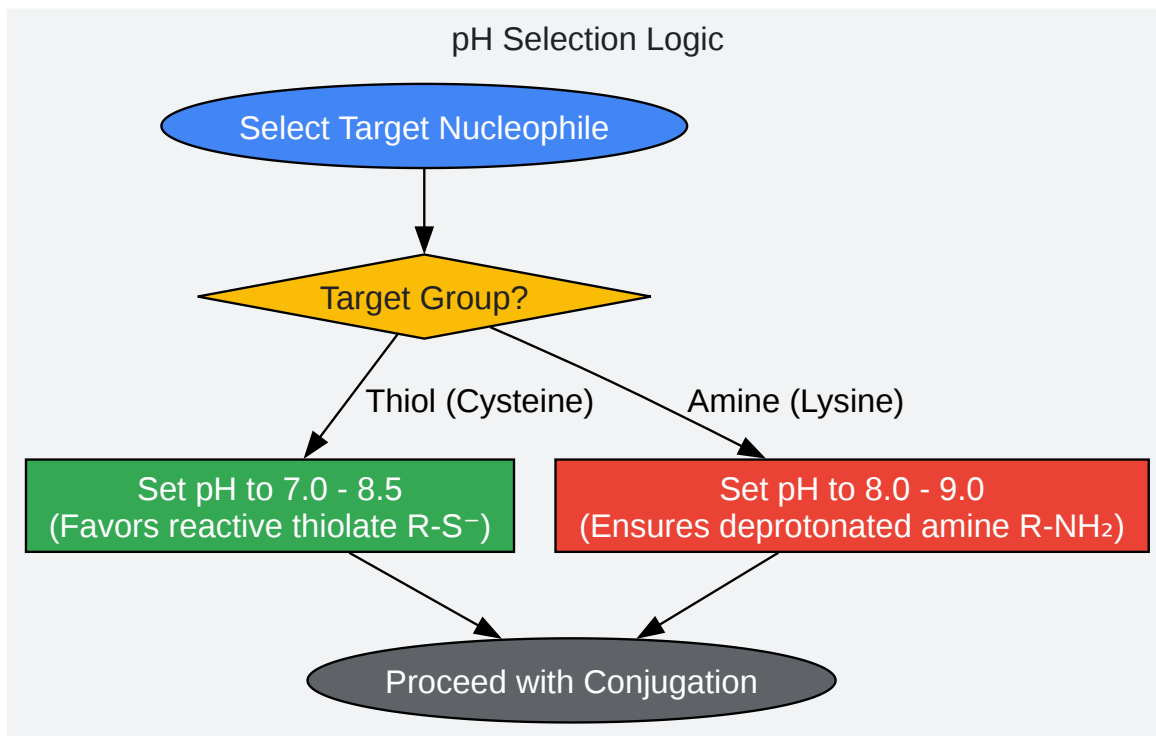 pH Selection Logic
Select Target Nucleophile
Target Group?
Thiol (Cysteine)
Amine (Lysine)
Set pH to 7.0 - 8.5
(Favors reactive thiolate R-S⁻)
Set pH to 8.0 - 9.0
(Ensures deprotonated amine R-NH₂)
Proceed with Conjugation